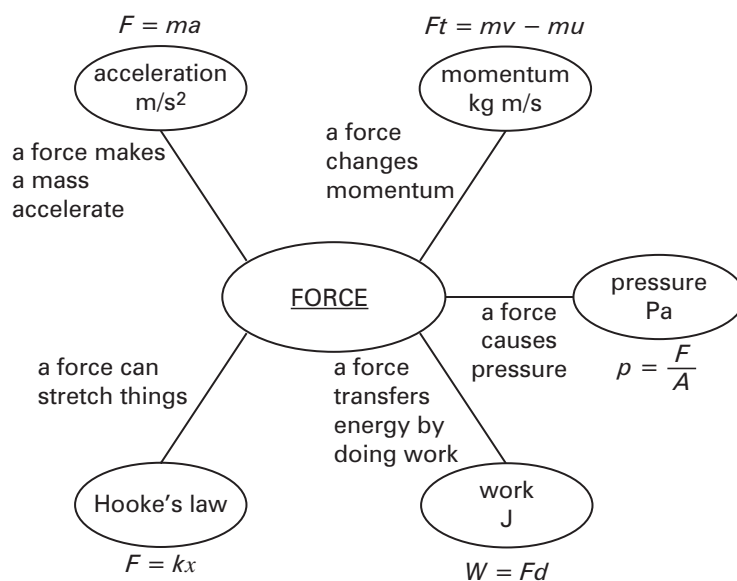 F = ma
acceleration
m/s²
a force makes
a mass
accelerate
Ft = mv – mu
momentum
kg m/s
a force
changes
momentum
FORCE
pressure
Pa
a force
causes
pressure
p = F/A
a force can
stretch things
Hooke's law
F = kx
a force
transfers
energy by
doing work
work
J
W = Fd